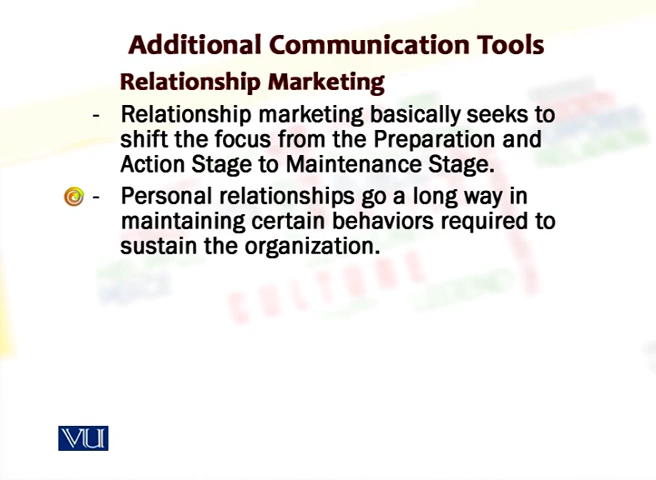 Additional Communication Tools
Relationship Marketing
- Relationship marketing basically seeks to
shift the focus from the Preparation and
Action Stage to Maintenance Stage.
- Personal relationships go a long way in
maintaining certain behaviors required to
sustain the organization.
CULTURE
VU